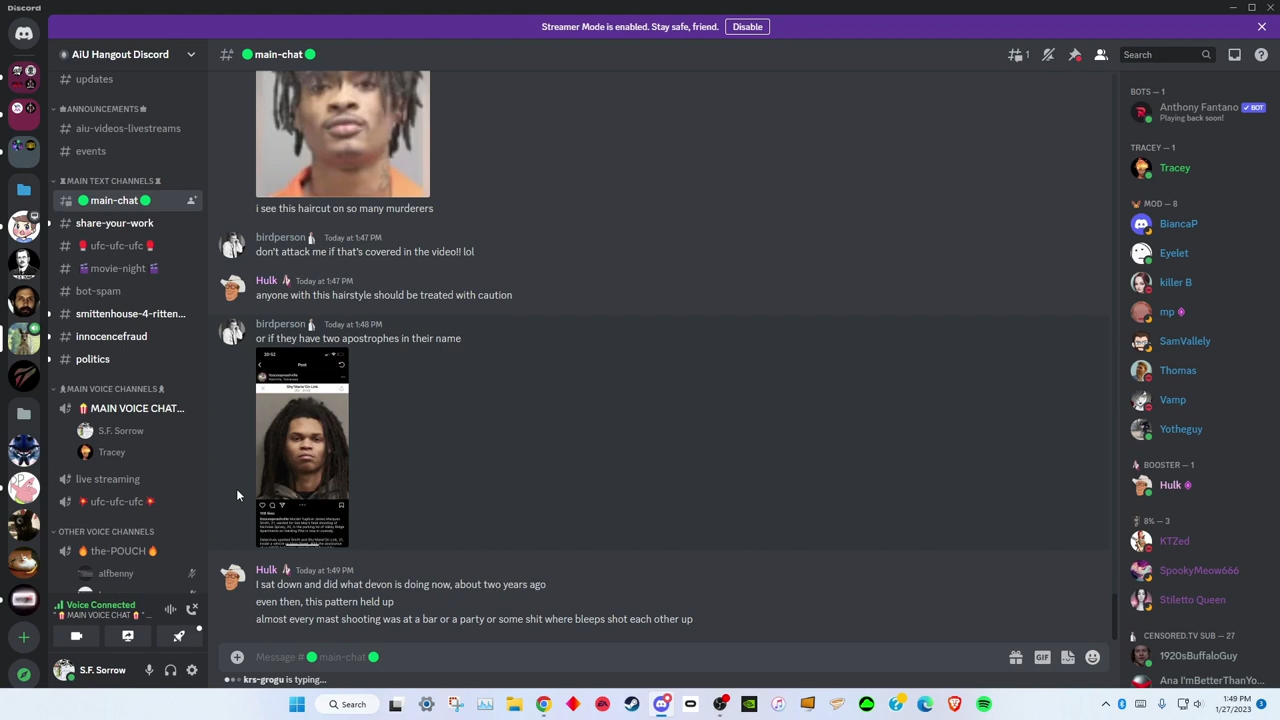 Discord
Streamer Mode is enabled. Stay safe, friend.
Disable
AiU Hangout Discord
main-chat
1
Search
updates
ANNOUNCEMENTS
aiu-videos-livestreams
events
MAIN TEXT CHANNELS
main-chat
share-your-work
ufc-ufc-ufc
movie-night
bot-spam
rittenhouse-4-ritten...
innocencefraud
politics
MAIN VOICE CHANNELS
MAIN VOICE CHAT...
S.F. Sorrow
Tracey
live streaming
ufc-ufc-ufc
OTHER VOICE CHANNELS
the-POUCH
alfbenny
Voice Connected
" MAIN VOICE CHAT " ...
S.F. Sorrow
i see this haircut on so many murderers
birdperson Today at 1:47 PM
don't attack me if that's covered in the video!! lol
Hulk Today at 1:47 PM
anyone with this hairstyle should be treated with caution
birdperson Today at 1:48 PM
or if they have two apostrophes in their name
20:52
Post
Hulk Today at 1:49 PM
I sat down and did what devon is doing now, about two years ago
even then, this pattern held up
almost every mast shooting was at a bar or a party or some shit where bleeps shot each other up
Message # main-chat
krs-grogu is typing...
BOTS — 1
Anthony Fantano BOT
Playing back soon!
TRACEY — 1
Tracey
MOD — 8
BiancaP
Eyelet
killer B
mp
SamVallely
Thomas
Vamp
Yotheguy
BOOSTER — 1
Hulk
8% — 3
KTZed
SpookyMeow666
Stiletto Queen
CENSORED.TV SUB — 27
1920sBuffaloGuy
Ana I'mBetterThanYo...
Search
1:49 PM
1/27/2023